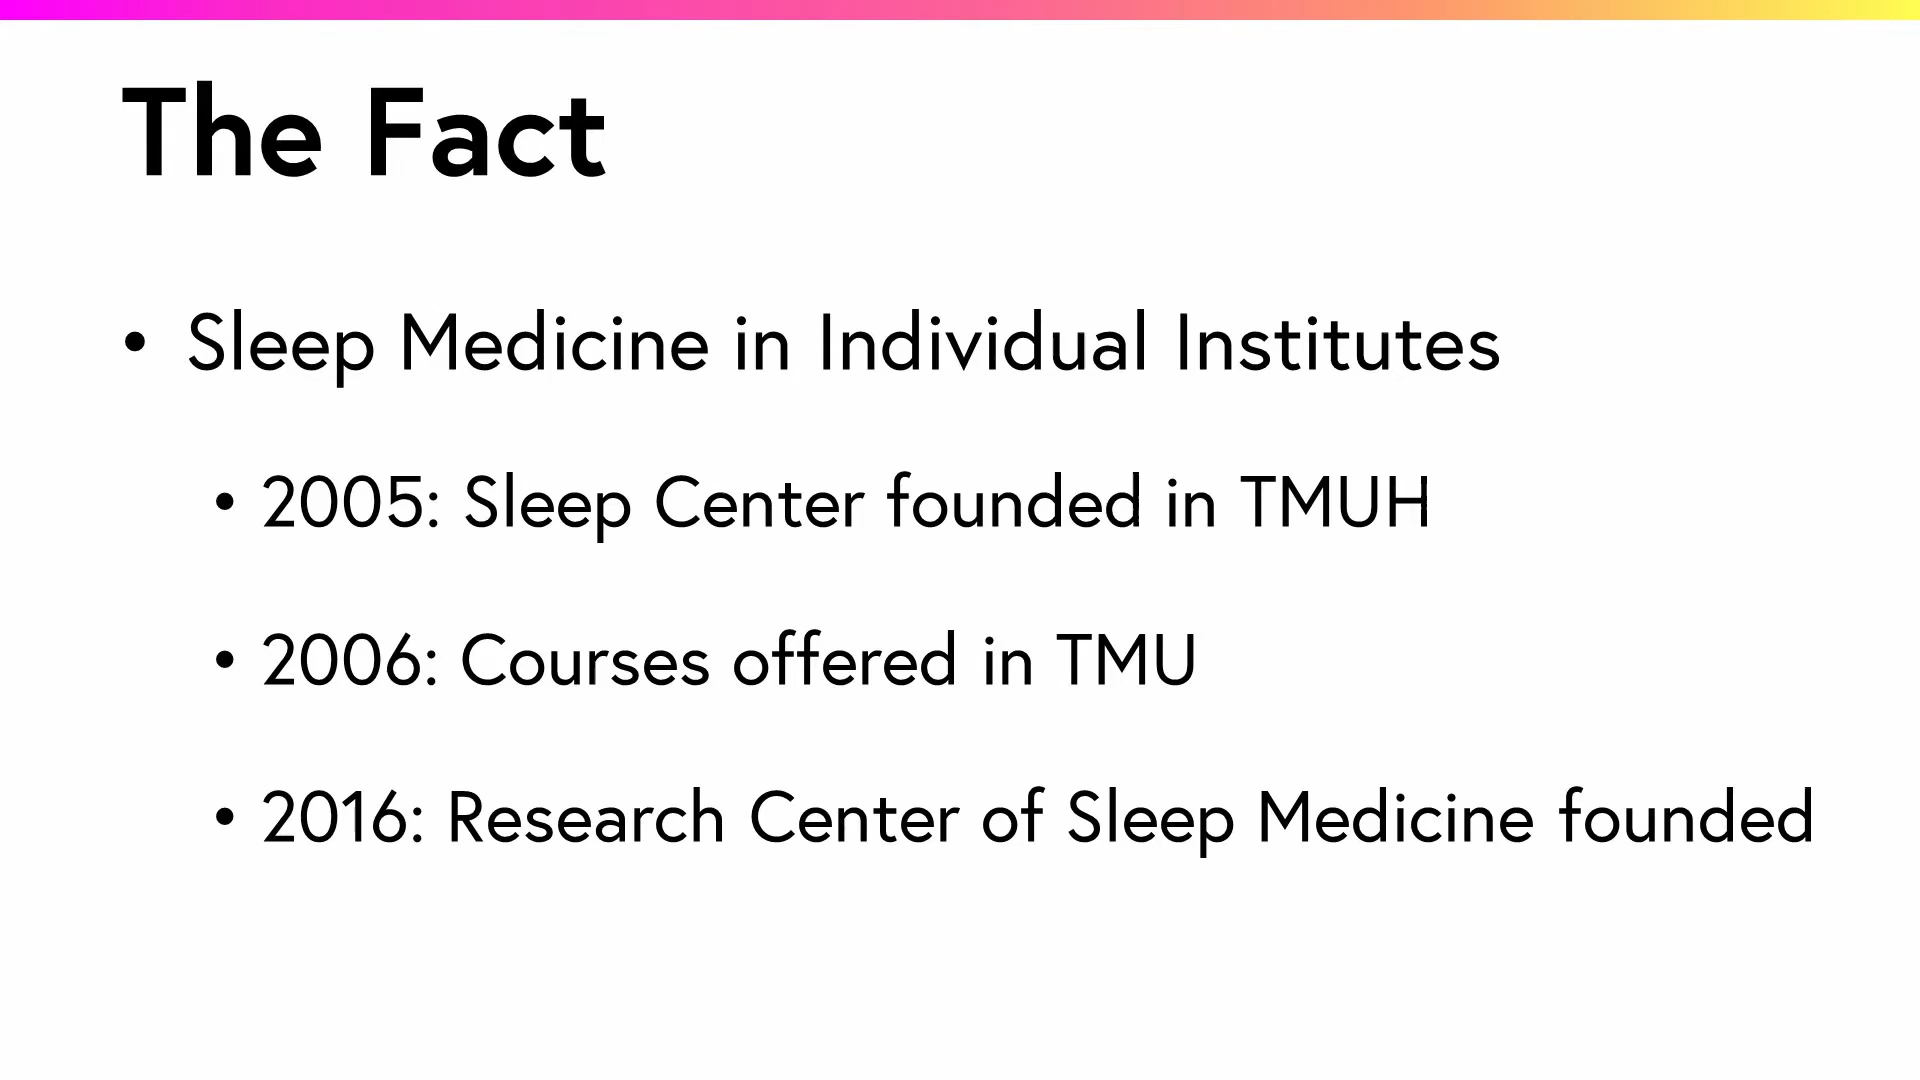 The Fact
• Sleep Medicine in Individual Institutes
• 2005: Sleep Center founded in TMUH
• 2006: Courses offered in TMU
• 2016: Research Center of Sleep Medicine founded